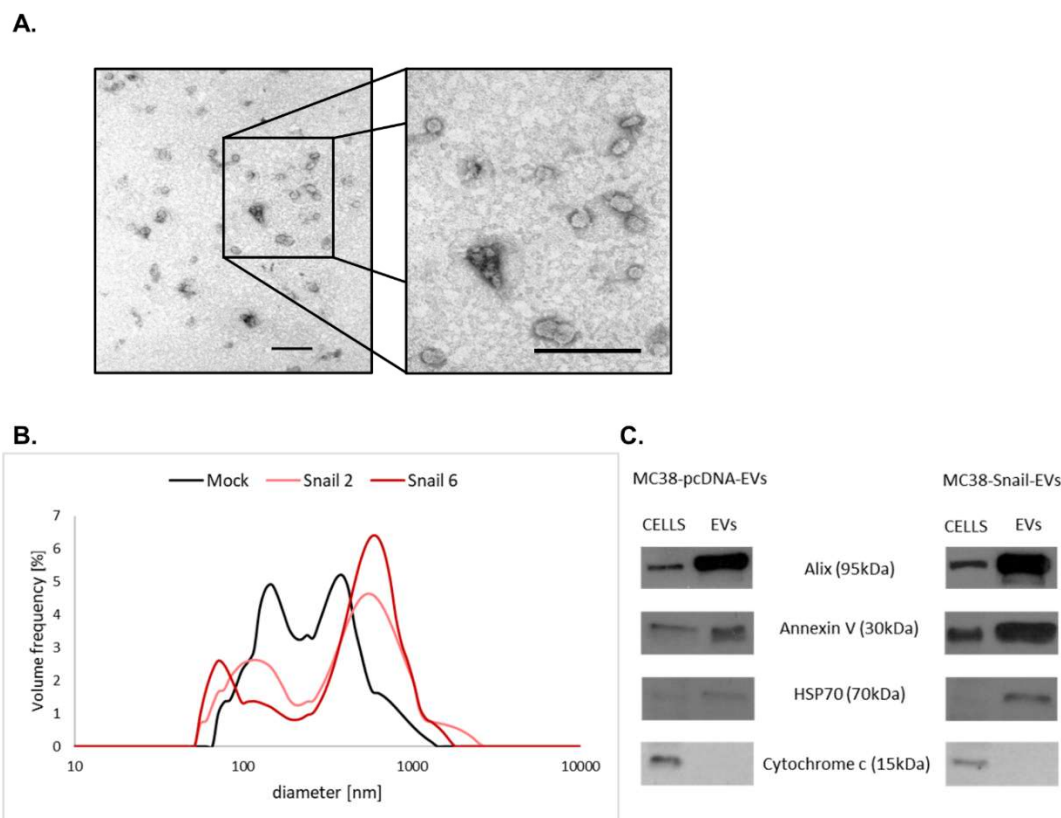 A.
B.
Mock Snail 2 Snail 6
Volume frequency [%]
7
6
5
4
3
2
1
0
10 100 1000 10000
diameter [nm]
C.
MC38-pcDNA-EVs MC38-Snail-EVs
CELLS EVs CELLS EVs
Alix (95kDa)
Annexin V (30kDa)
HSP70 (70kDa)
Cytochrome c (15kDa)